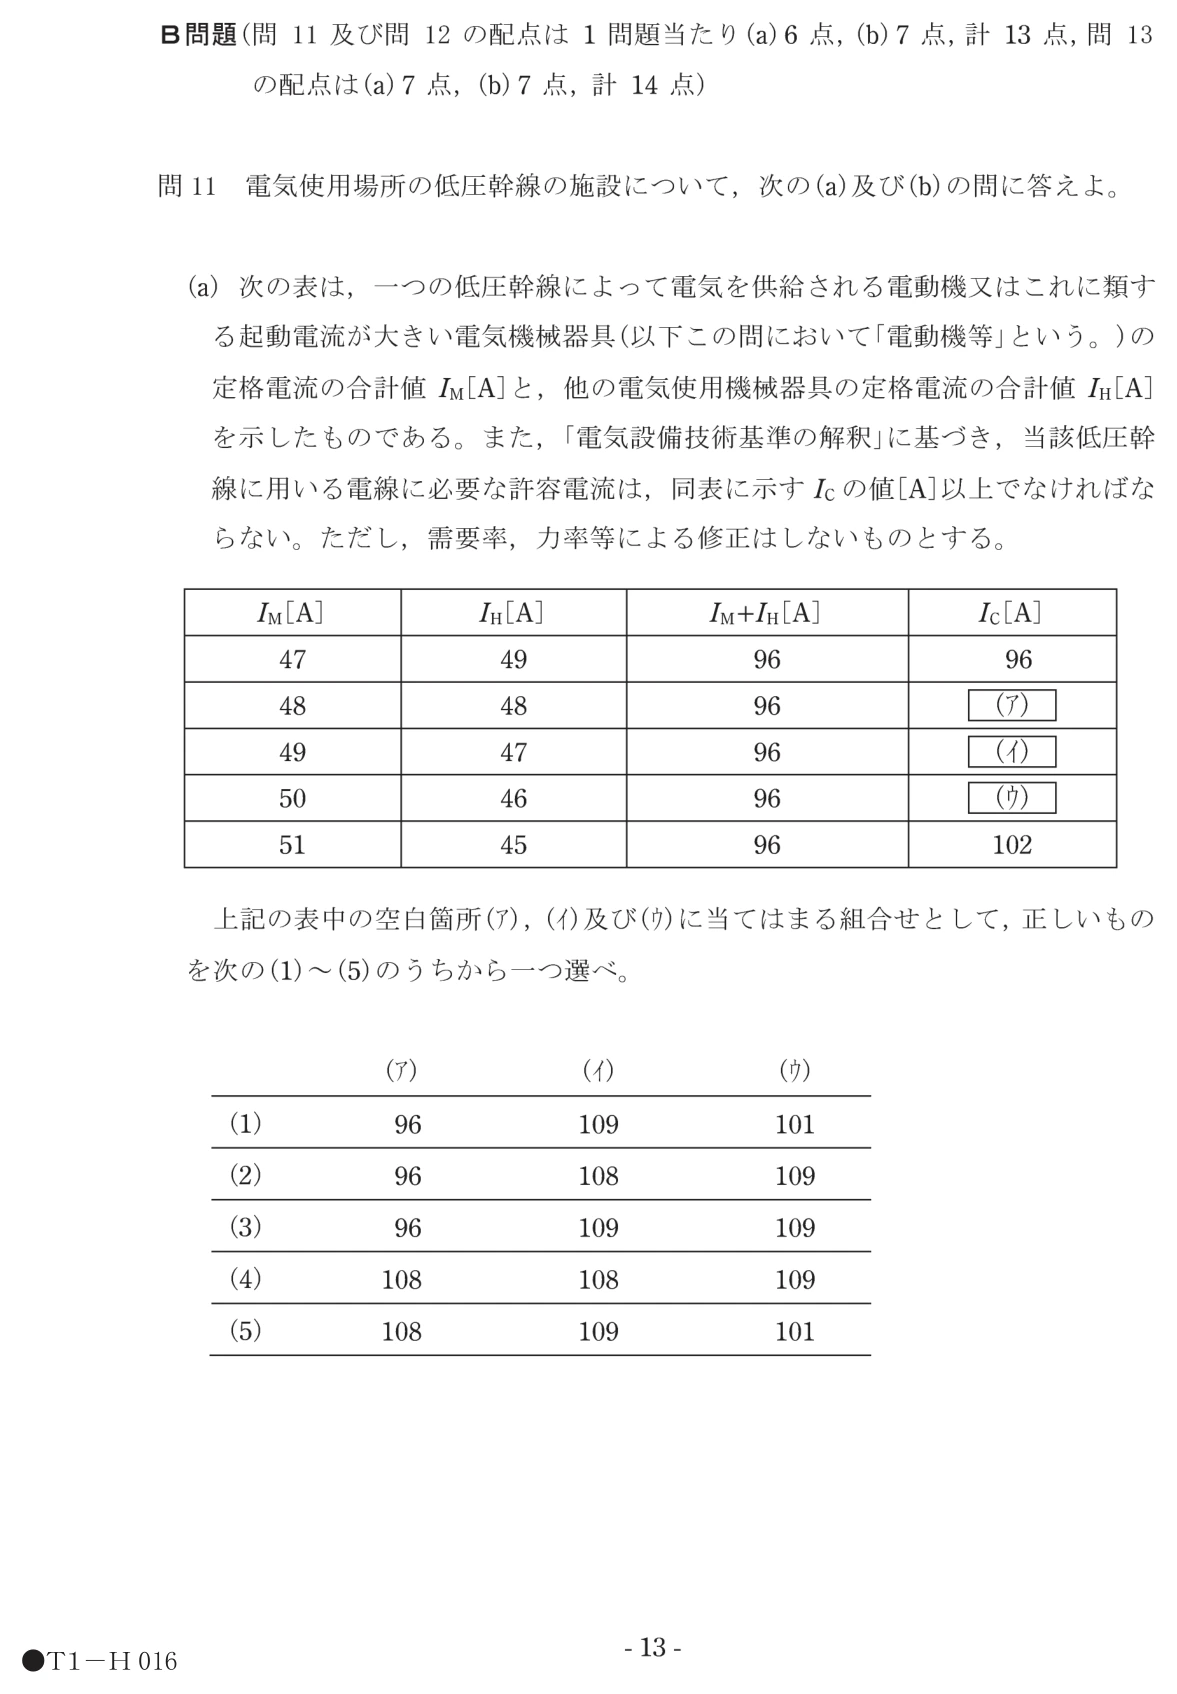 B問題(問 11 及び問 12 の配点は 1 問題当たり(a)6 点, (b)7 点, 計 13 点, 問 13
の配点は(a)7 点, (b)7 点, 計 14 点)
問11 電気使用場所の低圧幹線の施設について, 次の(a)及び(b)の問に答えよ。
(a) 次の表は, 一つの低圧幹線によって電気を供給される電動機又はこれに類す
る起動電流が大きい電気機械器具(以下この問において「電動機等」という。)の
定格電流の合計値 IM[A]と, 他の電気使用機械器具の定格電流の合計値 IH[A]
を示したものである。また, 「電気設備技術基準の解釈」に基づき, 当該低圧幹
線に用いる電線に必要な許容電流は, 同表に示す IC の値[A]以上でなければな
らない。ただし, 需要率, 力率等による修正はしないものとする。
IM[A] IH[A] IM+IH[A] IC[A]
47 49 96 96
48 48 96 (ア)
49 47 96 (イ)
50 46 96 (ウ)
51 45 96 102
上記の表中の空白箇所(ア), (イ)及び(ウ)に当てはまる組合せとして, 正しいもの
を次の(1)～(5)のうちから一つ選べ。
(ア) (イ) (ウ)
(1) 96 109 101
(2) 96 108 109
(3) 96 109 109
(4) 108 108 109
(5) 108 109 101
- 13 -
●T1－H 016